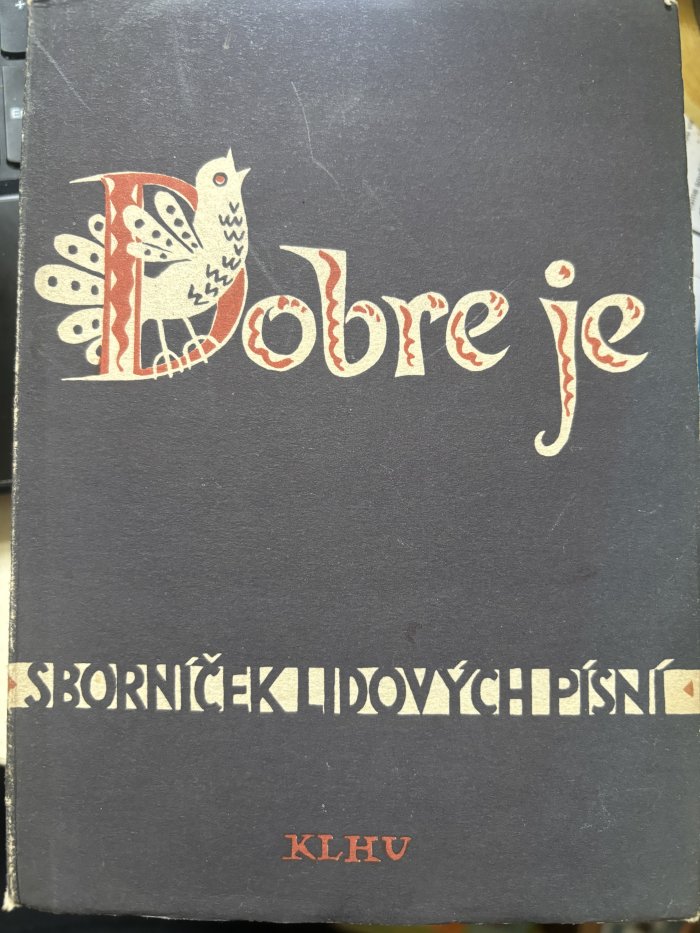 Dobre je
SBORNÍČEK LIDOVÝCH PÍSNÍ
KLHU